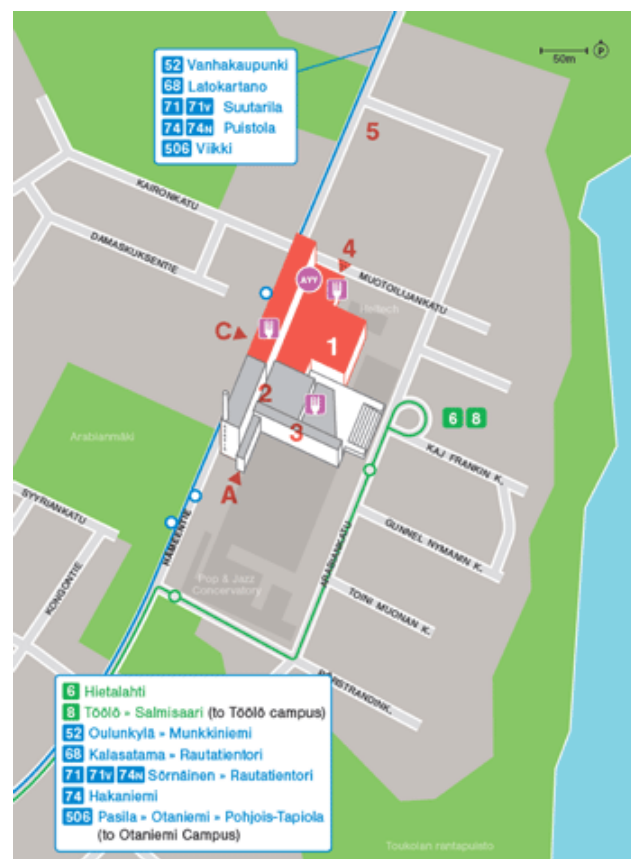 52 Vanhakaupunki
68 Latokartano
71 71V Suutarila
74 74N Puistola
506 Viikki
50m
P
5
KAIRONKATU
DAMASKUKSENTIE
4
MUOTOILIJANKATU
AYY
Heltech
C
1
2
3
6 8
KAJ FRANKIN K.
Arabianmäki
A
SYYRIANKATU
KONGONTIE
HÄMEENTIE
ARABIANKATU
GUNNEL NYMANIN K.
Pop & Jazz
Concervatory
TOINI MUONAN K.
6 Hietalahti
8 Töölö » Salmisaari (to Töölö campus)
52 Oulunkylä » Munkkiniemi
68 Kalasatama » Rautatientori
71 71V 74N Sörnäinen » Rautatientori
74 Hakaniemi
506 Pasila » Otaniemi » Pohjois-Tapiola
(to Otaniemi Campus)
Toukolan rantapuisto